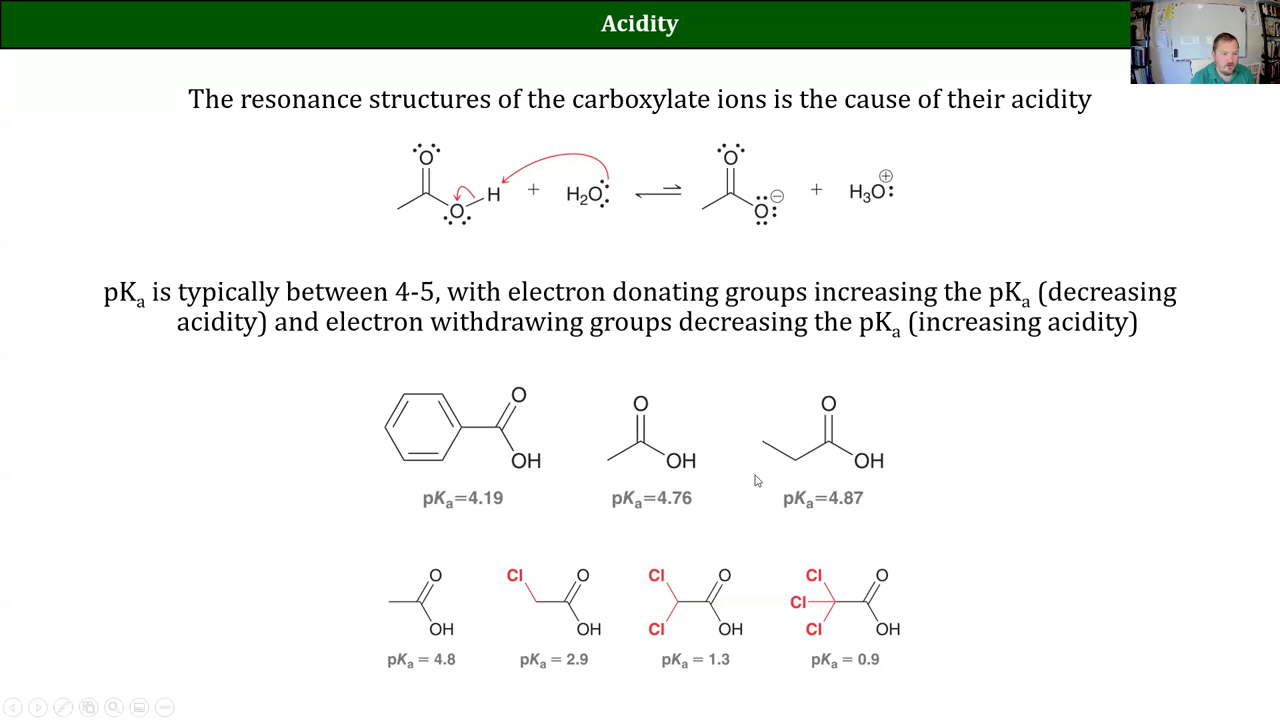 Acidity
The resonance structures of the carboxylate ions is the cause of their acidity
O O H + H₂O O O ⊖ + H₃O ⊕
pKₐ is typically between 4-5, with electron donating groups increasing the pKₐ (decreasing
acidity) and electron withdrawing groups decreasing the pKₐ (increasing acidity)
O OH O OH O OH
pKₐ=4.19 pKₐ=4.76 pKₐ=4.87
O OH Cl O OH Cl Cl O OH Cl Cl Cl O OH
pKₐ = 4.8 pKₐ = 2.9 pKₐ = 1.3 pKₐ = 0.9